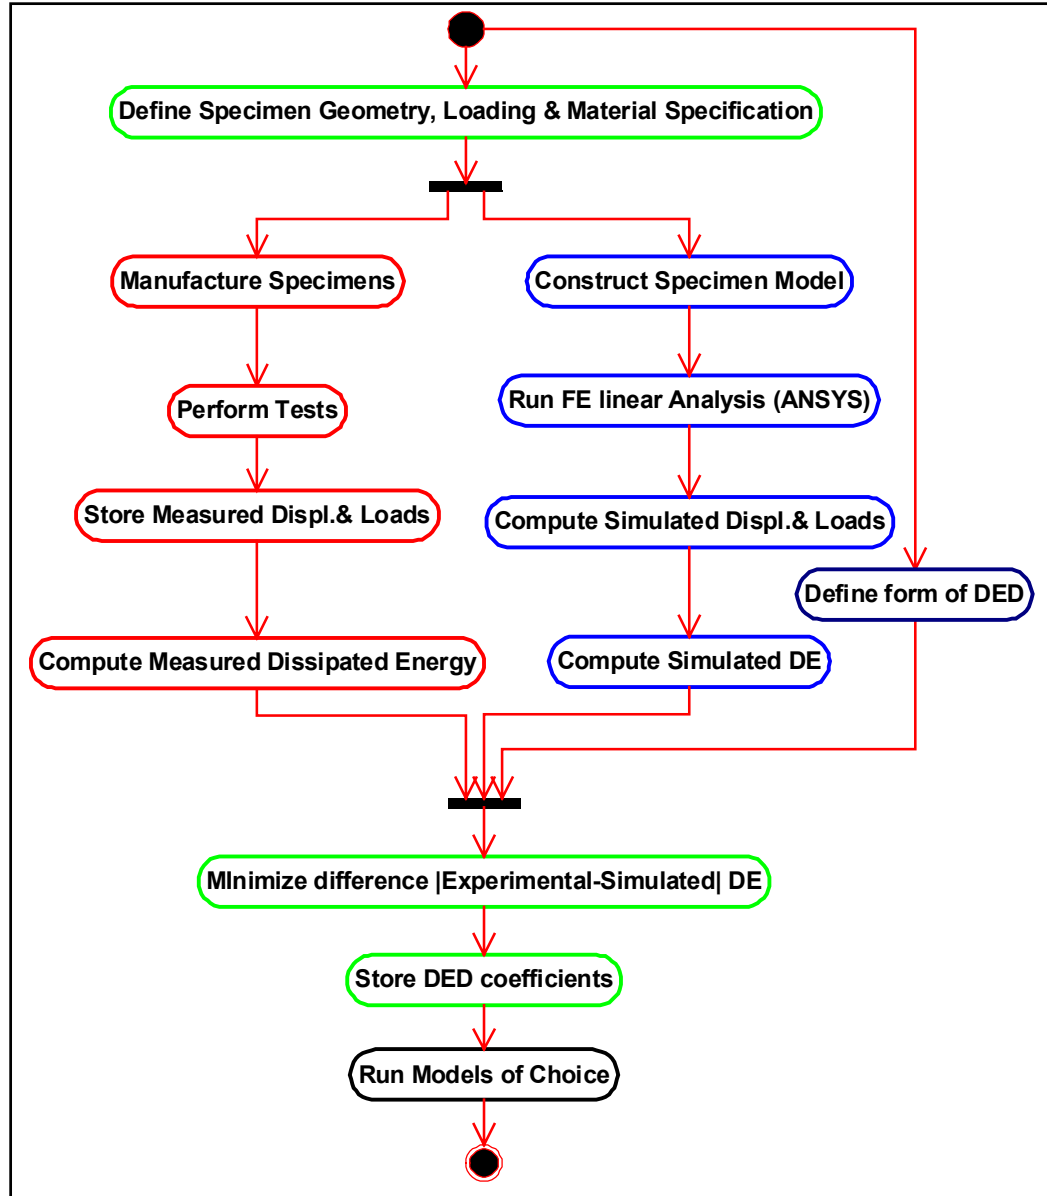 Define Specimen Geometry, Loading & Material Specification
Manufacture Specimens
Construct Specimen Model
Perform Tests
Run FE linear Analysis (ANSYS)
Store Measured Displ.& Loads
Compute Simulated Displ.& Loads
Define form of DED
Compute Measured Dissipated Energy
Compute Simulated DE
MInimize difference |Experimental-Simulated| DE
Store DED coefficients
Run Models of Choice